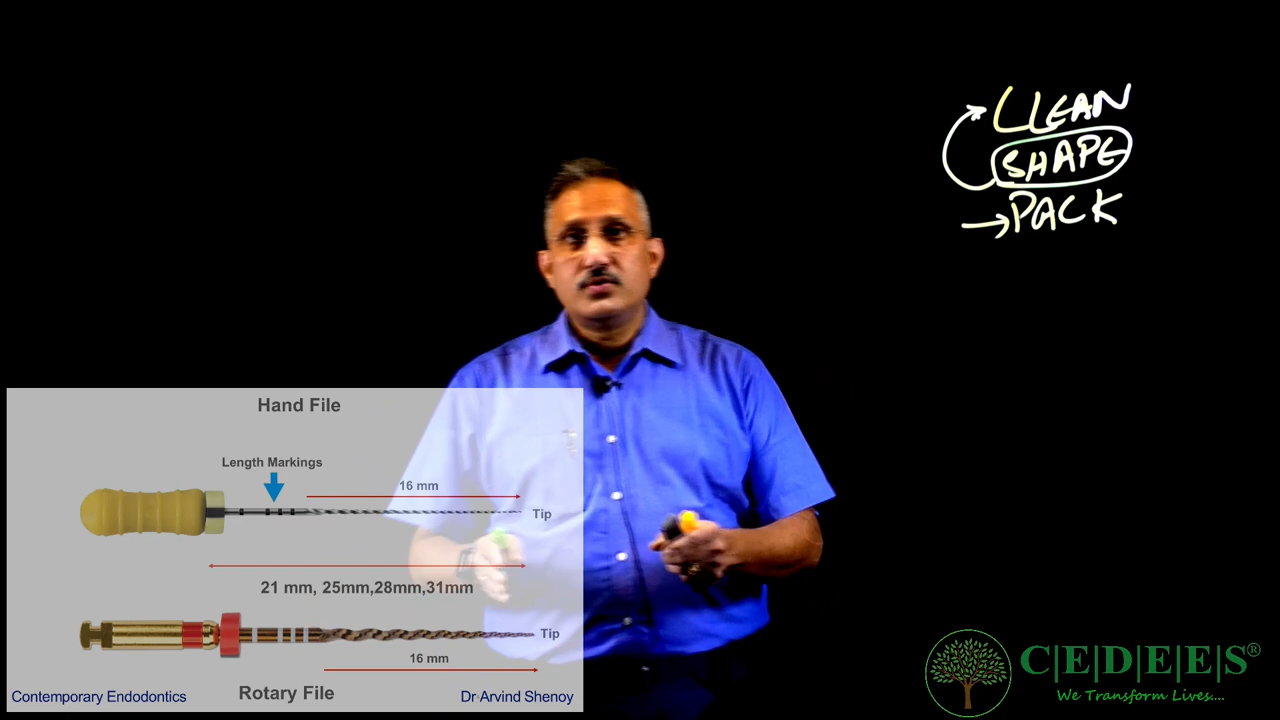 CLEAN
SHAPE
→PACK
Hand File
Length Markings
16 mm
Tip
21 mm, 25mm,28mm,31mm
Tip
16 mm
Contemporary Endodontics
Rotary File
Dr Arvind Shenoy
C|E|D|E|E|S®
We Transform Lives....